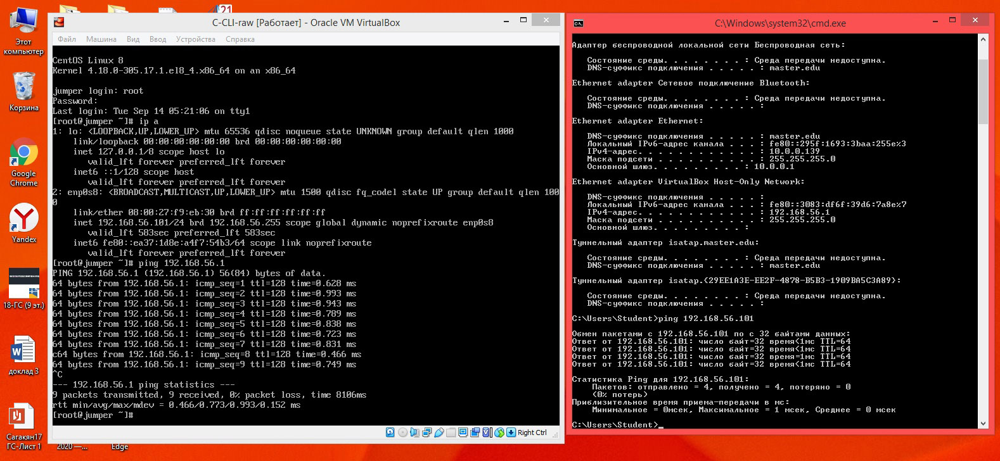 21
Этот
компьютер
Корзина
Google
Chrome
Yandex
18-ГС (9 эт.)
доклад 3
Сагакян17
ГС-Лист 1
2020 —...
Edge
C-CLI-raw [Работает] - Oracle VM VirtualBox
Файл Машина Вид Ввод Устройства Справка
CentOS Linux 8
Kernel 4.18.0-305.17.1.el8_4.x86_64 on an x86_64
jumper login: root
Password:
Last login: Tue Sep 14 05:21:06 on tty1
[root@jumper ~]# ip a
1: lo: <LOOPBACK,UP,LOWER_UP> mtu 65536 qdisc noqueue state UNKNOWN group default qlen 1000
link/loopback 00:00:00:00:00:00 brd 00:00:00:00:00:00
inet 127.0.0.1/8 scope host lo
valid_lft forever preferred_lft forever
inet6 ::1/128 scope host
valid_lft forever preferred_lft forever
2: enp0s8: <BROADCAST,MULTICAST,UP,LOWER_UP> mtu 1500 qdisc fq_codel state UP group default qlen 100
0
link/ether 08:00:27:f9:eb:30 brd ff:ff:ff:ff:ff:ff
inet 192.168.56.101/24 brd 192.168.56.255 scope global dynamic noprefixroute enp0s8
valid_lft 583sec preferred_lft 583sec
inet6 fe80::ea37:1d8e:a4f7:54b3/64 scope link noprefixroute
valid_lft forever preferred_lft forever
[root@jumper ~]# ping 192.168.56.1
PING 192.168.56.1 (192.168.56.1) 56(84) bytes of data.
64 bytes from 192.168.56.1: icmp_seq=1 ttl=128 time=0.628 ms
64 bytes from 192.168.56.1: icmp_seq=2 ttl=128 time=0.993 ms
64 bytes from 192.168.56.1: icmp_seq=3 ttl=128 time=0.943 ms
64 bytes from 192.168.56.1: icmp_seq=4 ttl=128 time=0.789 ms
64 bytes from 192.168.56.1: icmp_seq=5 ttl=128 time=0.838 ms
64 bytes from 192.168.56.1: icmp_seq=6 ttl=128 time=0.723 ms
64 bytes from 192.168.56.1: icmp_seq=7 ttl=128 time=0.831 ms
c64 bytes from 192.168.56.1: icmp_seq=8 ttl=128 time=0.466 ms
64 bytes from 192.168.56.1: icmp_seq=9 ttl=128 time=0.749 ms
^C
--- 192.168.56.1 ping statistics ---
9 packets transmitted, 9 received, 0% packet loss, time 8106ms
rtt min/avg/max/mdev = 0.466/0.773/0.993/0.152 ms
[root@jumper ~]#
Right Ctrl
C:\Windows\system32\cmd.exe
Адаптер беспроводной локальной сети Беспроводная сеть:
Состояние среды. . . . . . . . : Среда передачи недоступна.
DNS-суффикс подключения . . . . . : master.edu
Ethernet adapter Сетевое подключение Bluetooth:
Состояние среды. . . . . . . . : Среда передачи недоступна.
DNS-суффикс подключения . . . . . :
Ethernet adapter Ethernet:
DNS-суффикс подключения . . . . . : master.edu
Локальный IPv6-адрес канала . . . : fe80::295f:1693:3baa:255e%3
IPv4-адрес. . . . . . . . . . . . : 10.0.0.139
Маска подсети . . . . . . . . . . : 255.255.255.0
Основной шлюз. . . . . . . . . : 10.0.0.1
Ethernet adapter VirtualBox Host-Only Network:
DNS-суффикс подключения . . . . . :
Локальный IPv6-адрес канала . . . : fe80::3083:df6f:39d6:7a8e%7
IPv4-адрес. . . . . . . . . . . . : 192.168.56.1
Маска подсети . . . . . . . . . . : 255.255.255.0
Основной шлюз. . . . . . . . . :
Туннельный адаптер isatap.master.edu:
Состояние среды. . . . . . . . : Среда передачи недоступна.
DNS-суффикс подключения . . . . . : master.edu
Туннельный адаптер isatap.{29EE1A3E-EE2F-4878-B5B3-1909BA5C3A89}:
Состояние среды. . . . . . . . : Среда передачи недоступна.
DNS-суффикс подключения . . . . . :
C:\Users\Student>ping 192.168.56.101
Обмен пакетами с 192.168.56.101 по с 32 байтами данных:
Ответ от 192.168.56.101: число байт=32 время<1мс TTL=64
Ответ от 192.168.56.101: число байт=32 время<1мс TTL=64
Ответ от 192.168.56.101: число байт=32 время=1мс TTL=64
Ответ от 192.168.56.101: число байт=32 время<1мс TTL=64
Статистика Ping для 192.168.56.101:
Пакетов: отправлено = 4, получено = 4, потеряно = 0
(0% потерь)
Приблизительное время приема-передачи в мс:
Минимальное = 0мсек, Максимальное = 1 мсек, Среднее = 0 мсек
C:\Users\Student>_